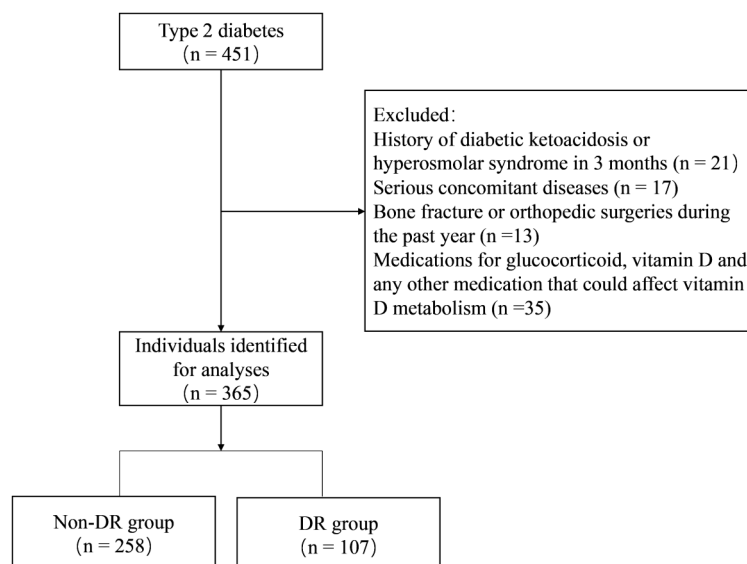 Type 2 diabetes
(n = 451)
Excluded:
History of diabetic ketoacidosis or
hyperosmolar syndrome in 3 months (n = 21)
Serious concomitant diseases (n = 17)
Bone fracture or orthopedic surgeries during
the past year (n =13)
Medications for glucocorticoid, vitamin D and
any other medication that could affect vitamin
D metabolism (n =35)
Individuals identified
for analyses
(n = 365)
Non-DR group
(n = 258)
DR group
(n = 107)